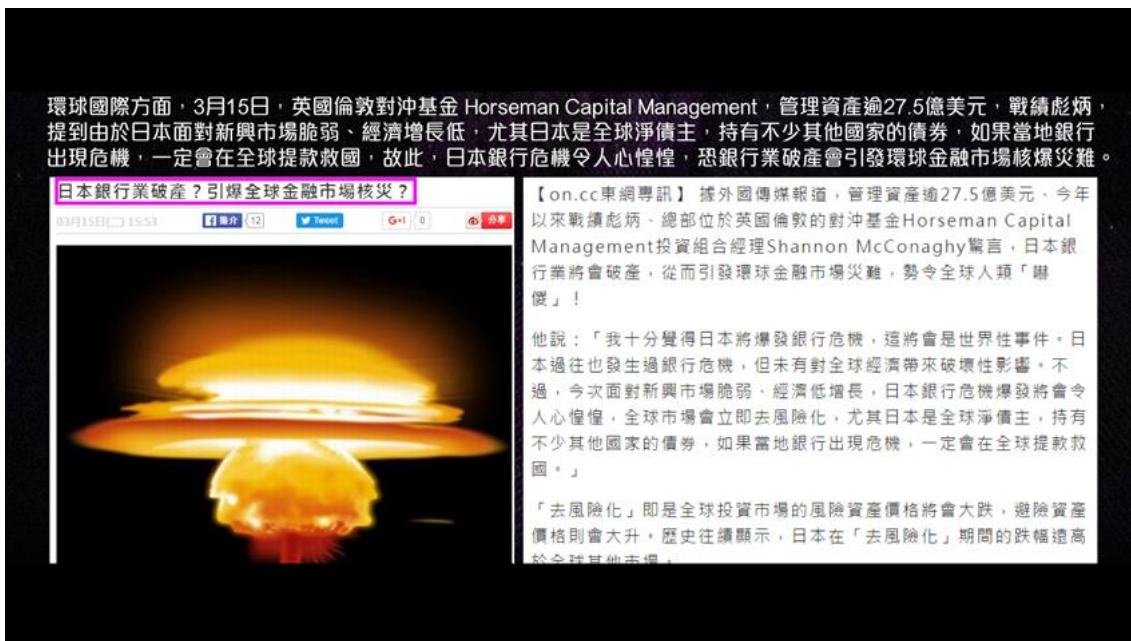 環球國際方面，3月15日，英國倫敦對沖基金 Horseman Capital Management，管理資產逾27.5億美元，戰績彪炳，
提到由於日本面對新興市場脆弱、經濟增長低，尤其日本是全球淨債主，持有不少其他國家的債券，如果當地銀行
出現危機，一定會在全球提款救國，故此，日本銀行危機令人心惶惶，恐銀行業破產會引發環球金融市場核爆災難。
日本銀行業破產？引爆全球金融市場核災？
03月15日(二) 15:53
推介 12
Tweet
G+1 0
分享
【on.cc東網專訊】 據外國傳媒報道，管理資產逾27.5億美元、今年
以來戰績彪炳、總部位於英國倫敦的對沖基金Horseman Capital
Management投資組合經理Shannon McConaghy驚言，日本銀
行業將會破產，從而引發環球金融市場災難，勢令全球人類「嚇
儍」！
他說：「我十分覺得日本將爆發銀行危機，這將會是世界性事件。日
本過往也發生過銀行危機，但未有對全球經濟帶來破壞性影響。不
過，今次面對新興市場脆弱、經濟低增長，日本銀行危機爆發將會令
人心惶惶，全球市場會立即去風險化，尤其日本是全球淨債主，持有
不少其他國家的債券，如果當地銀行出現危機，一定會在全球提款救
國。」
「去風險化」即是全球投資市場的風險資產價格將會大跌，避險資產
價格則會大升。歷史往績顯示，日本在「去風險化」期間的跌幅遠高
於全球其他市場。